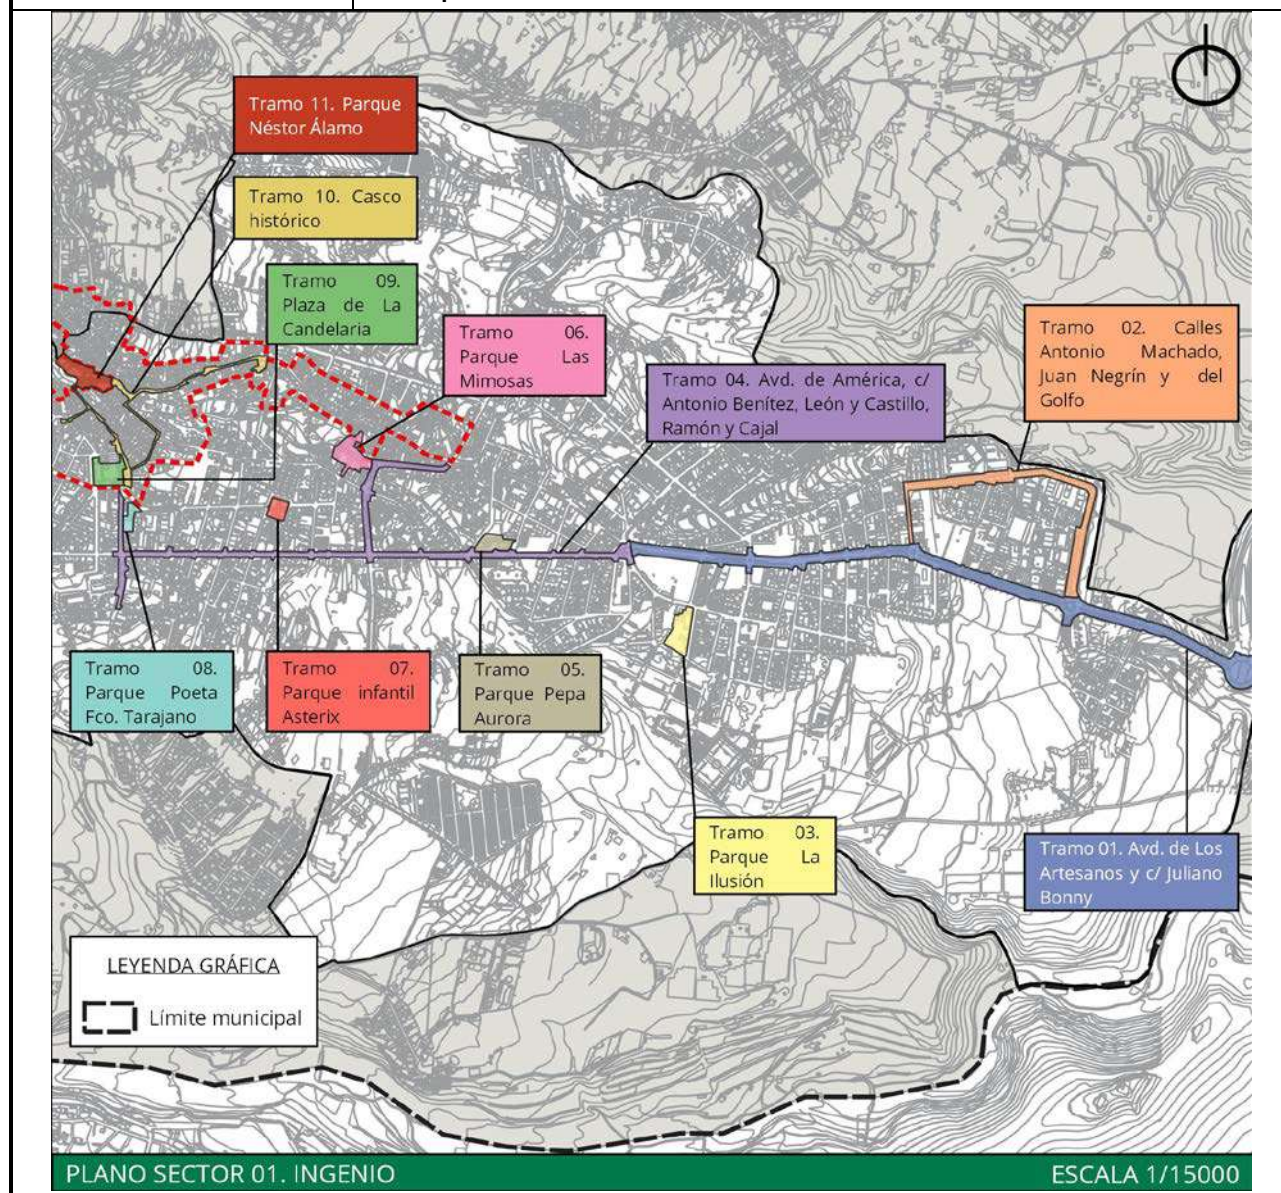 Tramo 11. Parque
Néstor Álamo
Tramo 10. Casco
histórico
Tramo 09.
Plaza de La
Candelaria
Tramo 06.
Parque Las
Mimosas
Tramo 02. Calles
Antonio Machado,
Juan Negrín y del
Golfo
Tramo 04. Avd. de América, c/
Antonio Benítez, León y Castillo,
Ramón y Cajal
Tramo 08.
Parque Poeta
Fco. Tarajano
Tramo 07.
Parque infantil
Asterix
Tramo 05.
Parque Pepa
Aurora
Tramo 03.
Parque La
Ilusión
Tramo 01. Avd. de Los
Artesanos y c/ Juliano
Bonny
LEYENDA GRÁFICA
Límite municipal
PLANO SECTOR 01. INGENIO
ESCALA 1/15000